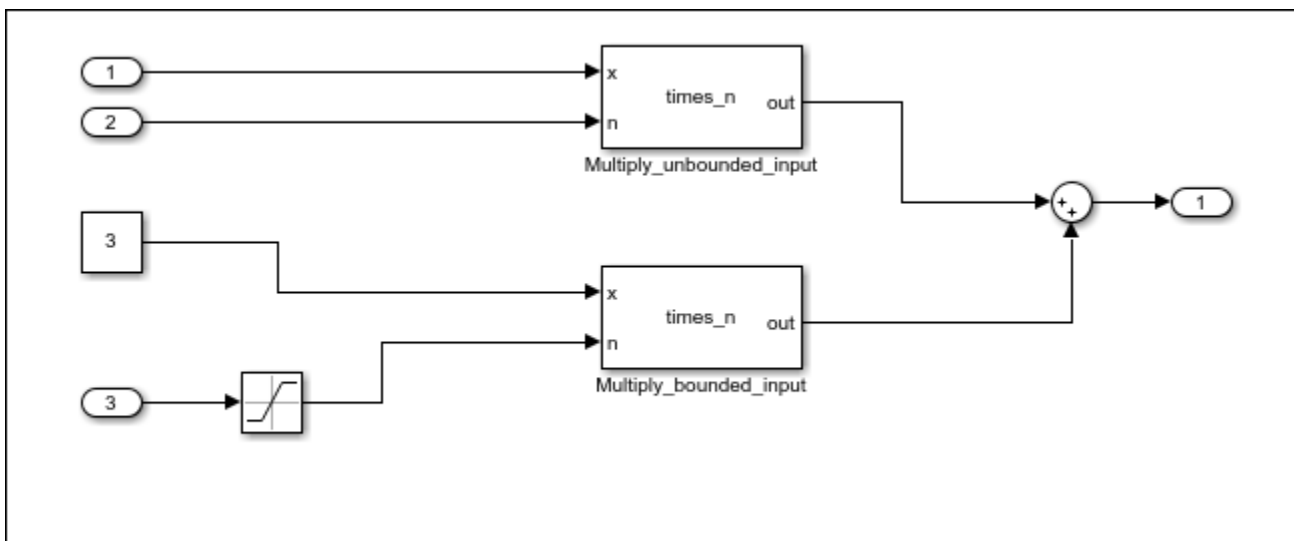 1
x
times_n
out
2
n
Multiply_unbounded_input
+
+
1
3
x
times_n
out
n
3
Multiply_bounded_input